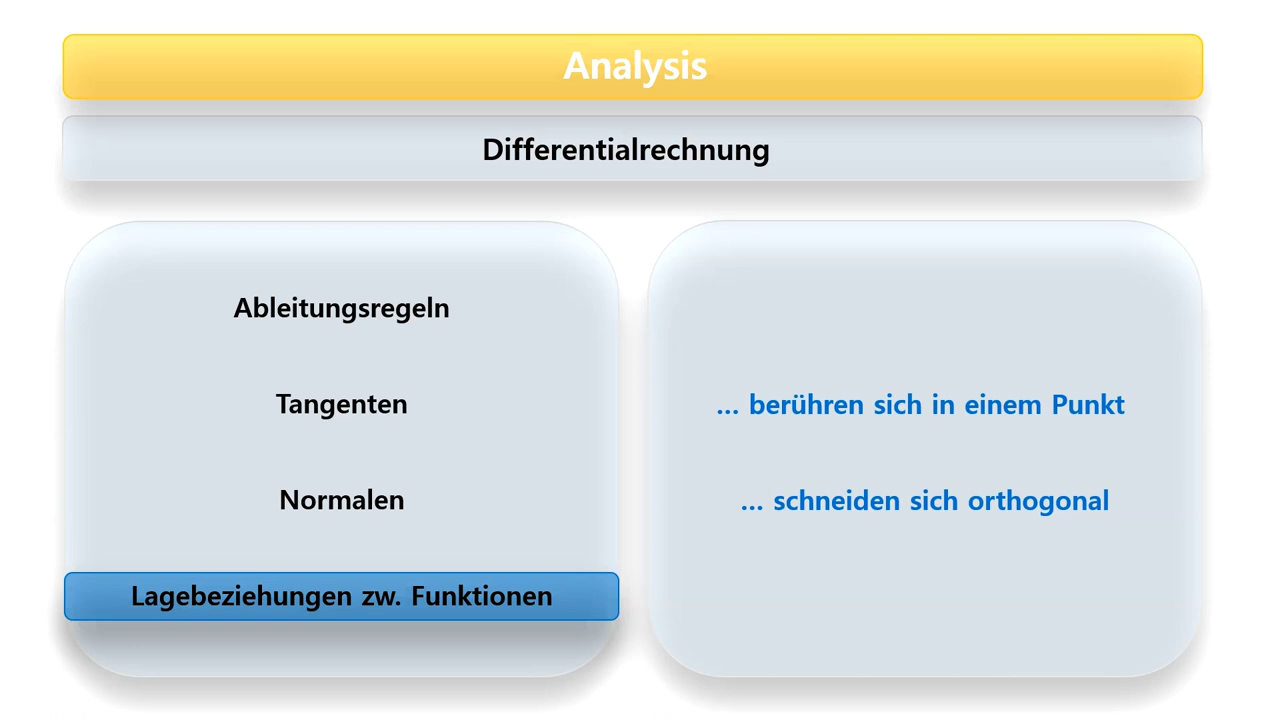 Analysis
Differentialrechnung
Ableitungsregeln
Tangenten
Normalen
Lagebeziehungen zw. Funktionen
... berühren sich in einem Punkt
... schneiden sich orthogonal